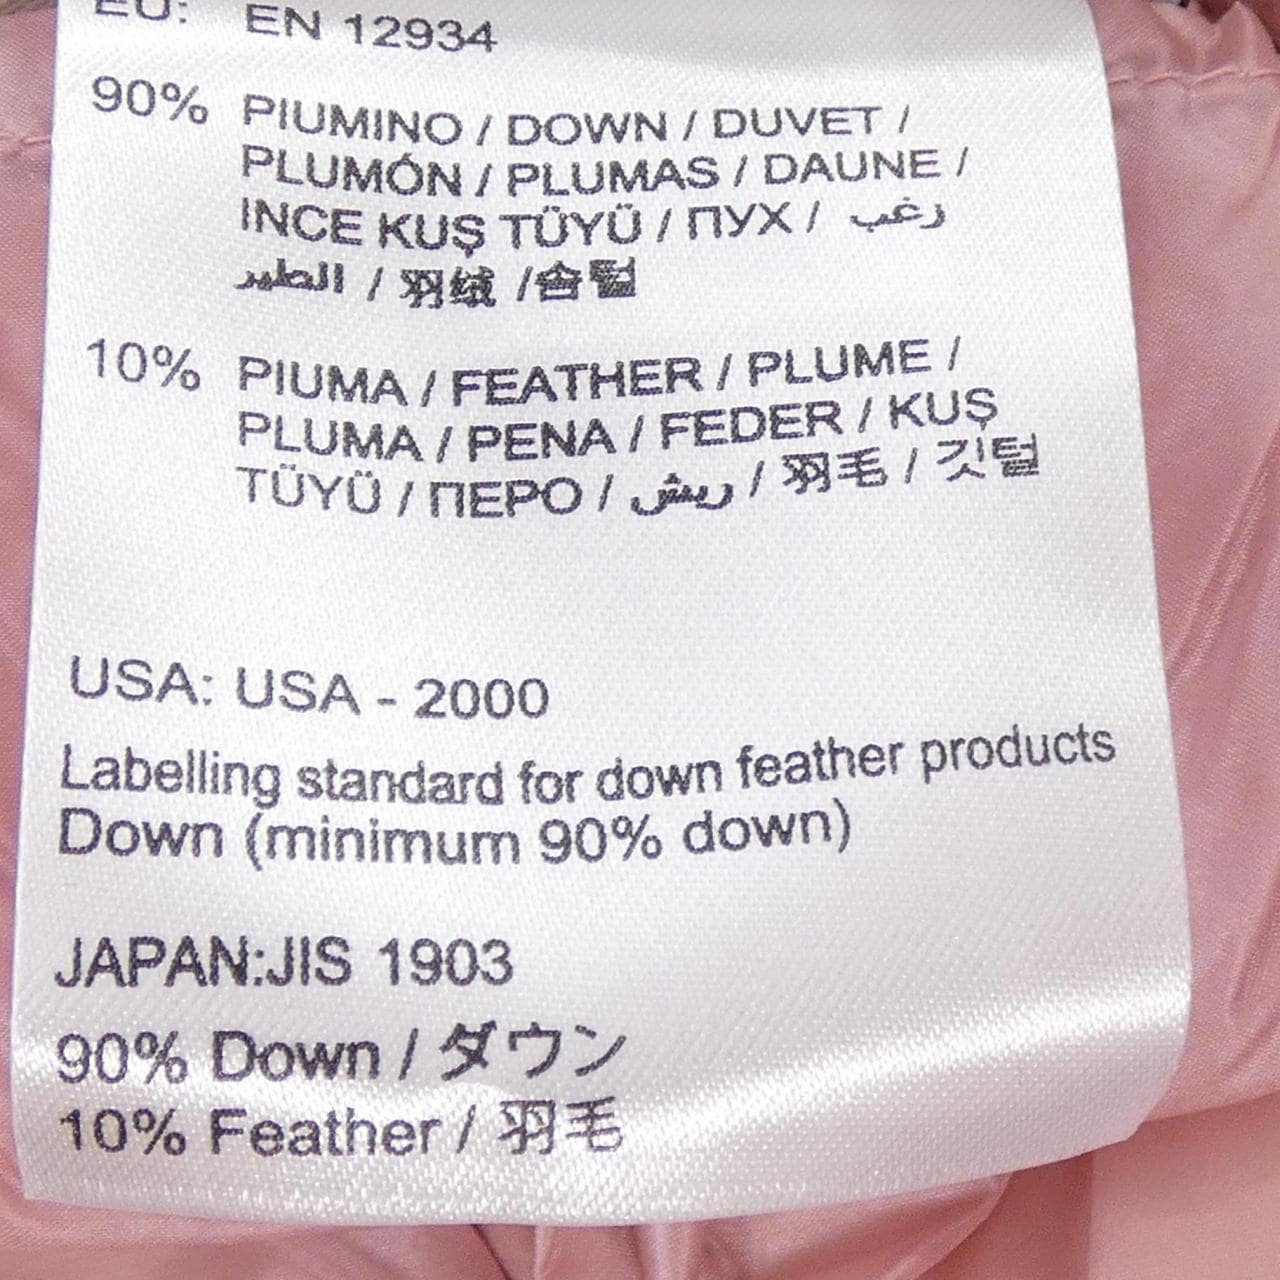 EU: EN 12934
90% PIUMINO / DOWN / DUVET /
PLUMÓN / PLUMAS / DAUNE /
INCE KUŞ TÜYÜ / ПУХ / زغب
الطير / 羽绒 /솜털
10% PIUMA / FEATHER / PLUME /
PLUMA / PENA / FEDER / KUŞ
TÜYÜ / ПЕРО / ريش / 羽毛 / 깃털
USA: USA - 2000
Labelling standard for down feather products
Down (minimum 90% down)
JAPAN:JIS 1903
90% Down / ダウン
10% Feather / 羽毛